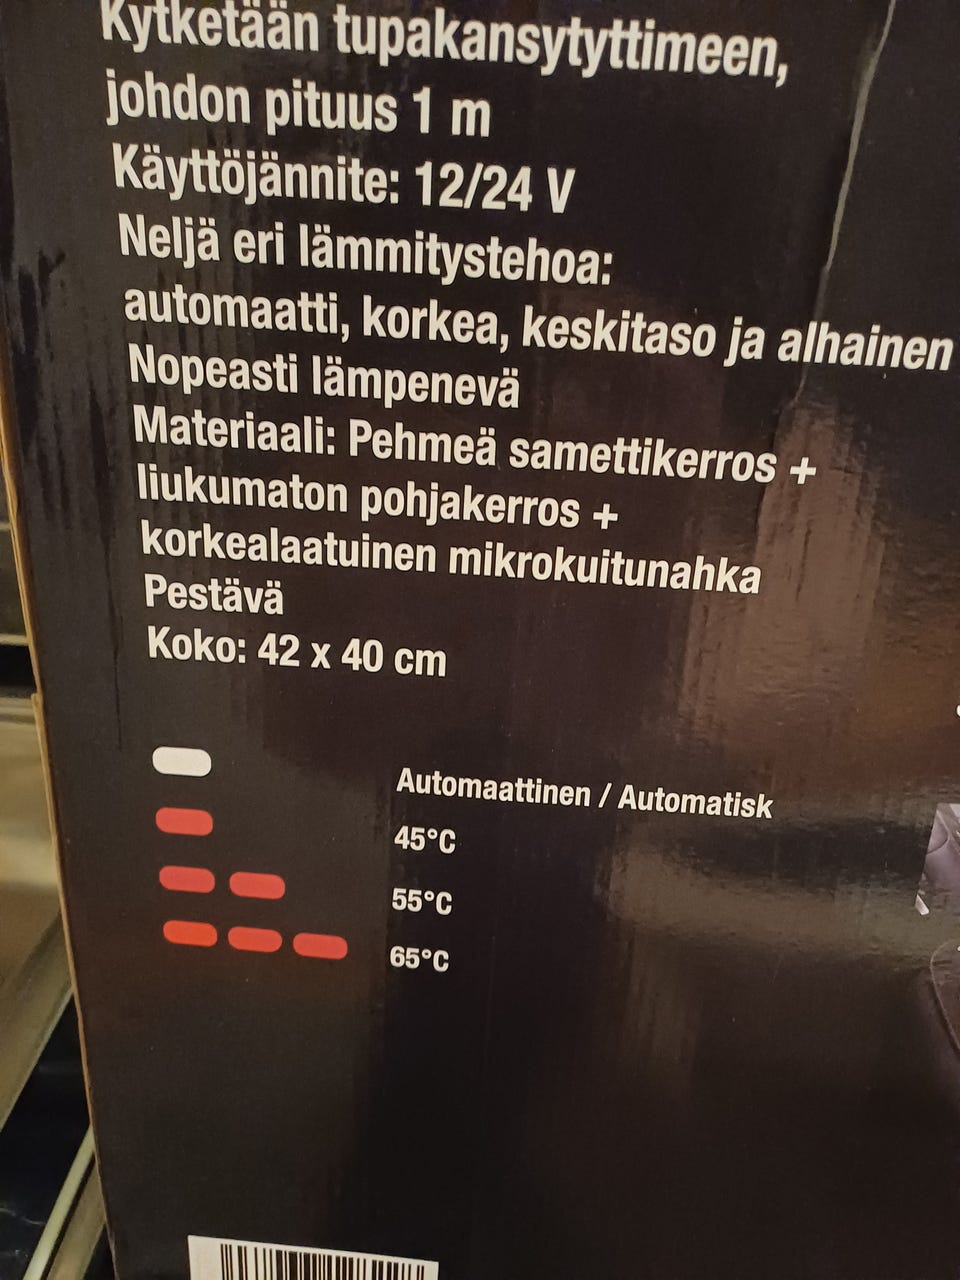 Kytketään tupakansytyttimeen,
johdon pituus 1 m
Käyttöjännite: 12/24 V
Neljä eri lämmitystehoa:
automaatti, korkea, keskitaso ja alhainen
Nopeasti lämpenevä
Materiaali: Pehmeä samettikerros +
liukumaton pohjakerros +
korkealaatuinen mikrokuitunahka
Pestävä
Koko: 42 x 40 cm
Automaattinen / Automatisk
45°C
55°C
65°C